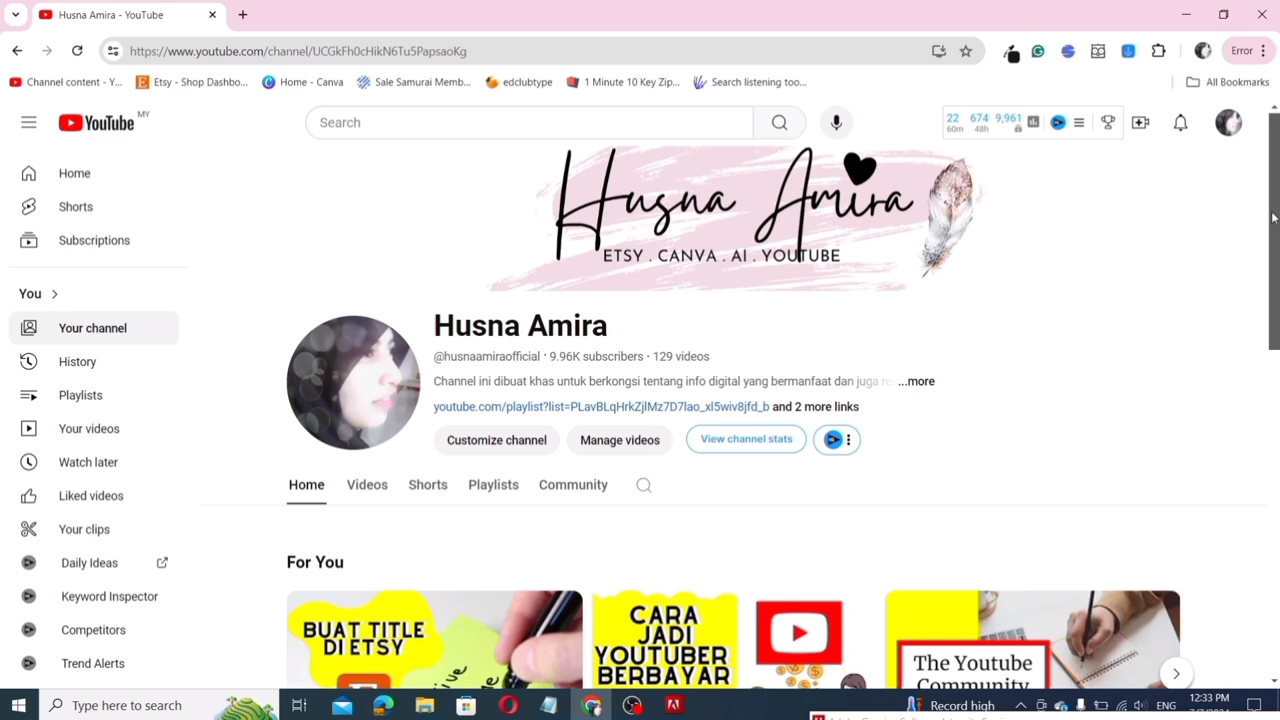 Husna Amira - YouTube
https://www.youtube.com/channel/UCGkFh0cHikN6Tu5PapsaoKg
Error
Channel content - Y...
Etsy - Shop Dashbo...
Home - Canva
Sale Samurai Memb...
edclubtype
1 Minute 10 Key Zip...
Search listening too...
All Bookmarks
YouTube MY
Search
22 674 9,961
60m 48h
Home
Shorts
Subscriptions
You
Your channel
History
Playlists
Your videos
Watch later
Liked videos
Your clips
Daily Ideas
Keyword Inspector
Competitors
Trend Alerts
Husna Amira
ETSY . CANVA . AI . YOUTUBE
Husna Amira
@husnaamiraofficial · 9.96K subscribers · 129 videos
Channel ini dibuat khas untuk berkongsi tentang info digital yang bermanfaat dan juga ...more
youtube.com/playlist?list=PLavBLqHrkZjlMz7D7lao_xl5wiv8jfd_b and 2 more links
Customize channel
Manage videos
View channel stats
Home
Videos
Shorts
Playlists
Community
For You
BUAT TITLE
DI ETSY
CARA
JADI
YOUTUBER
BERBAYAR
The Youtube
Community
Type here to search
Record high
ENG
12:33 PM